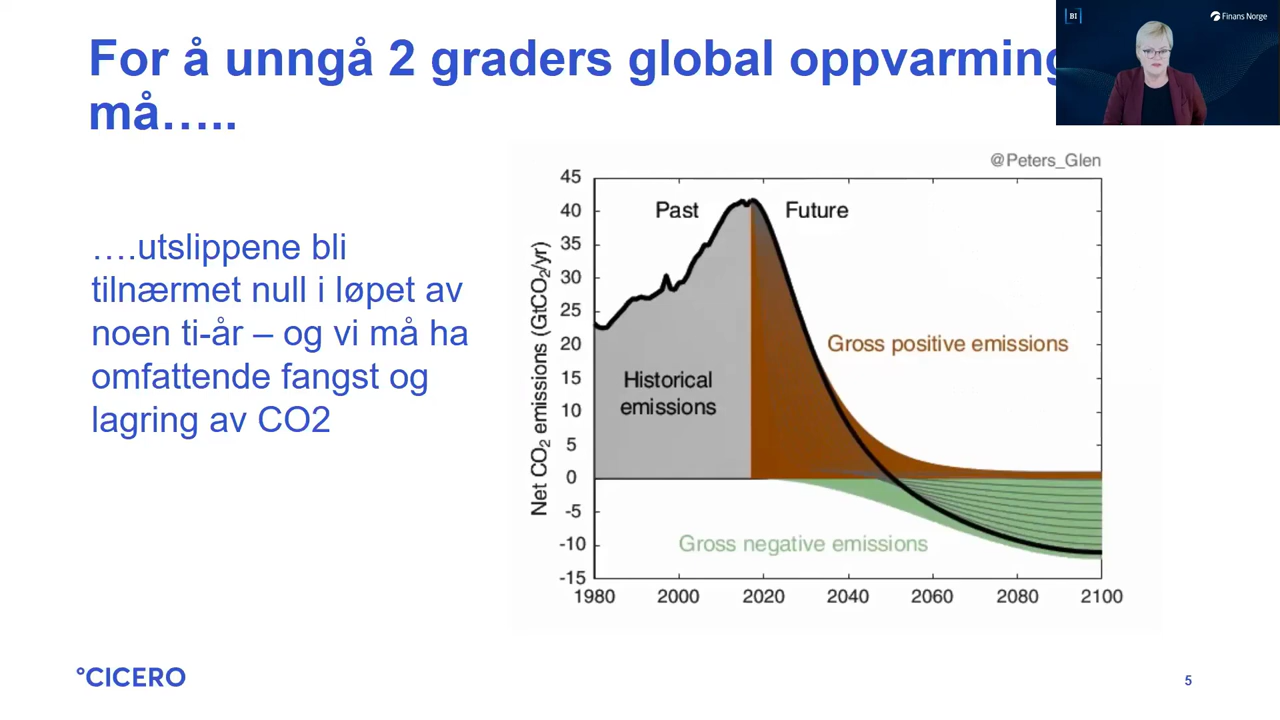 For å unngå 2 graders global oppvarming
må…..
BI
Finans Norge
….utslippene bli
tilnærmet null i løpet av
noen ti-år – og vi må ha
omfattende fangst og
lagring av CO2
@Peters_Glen
Net CO2 emissions (GtCO2/yr)
45
40
35
30
25
20
15
10
5
0
-5
-10
-15
Past
Future
Gross positive emissions
Historical
emissions
Gross negative emissions
1980
2000
2020
2040
2060
2080
2100
°CICERO
5